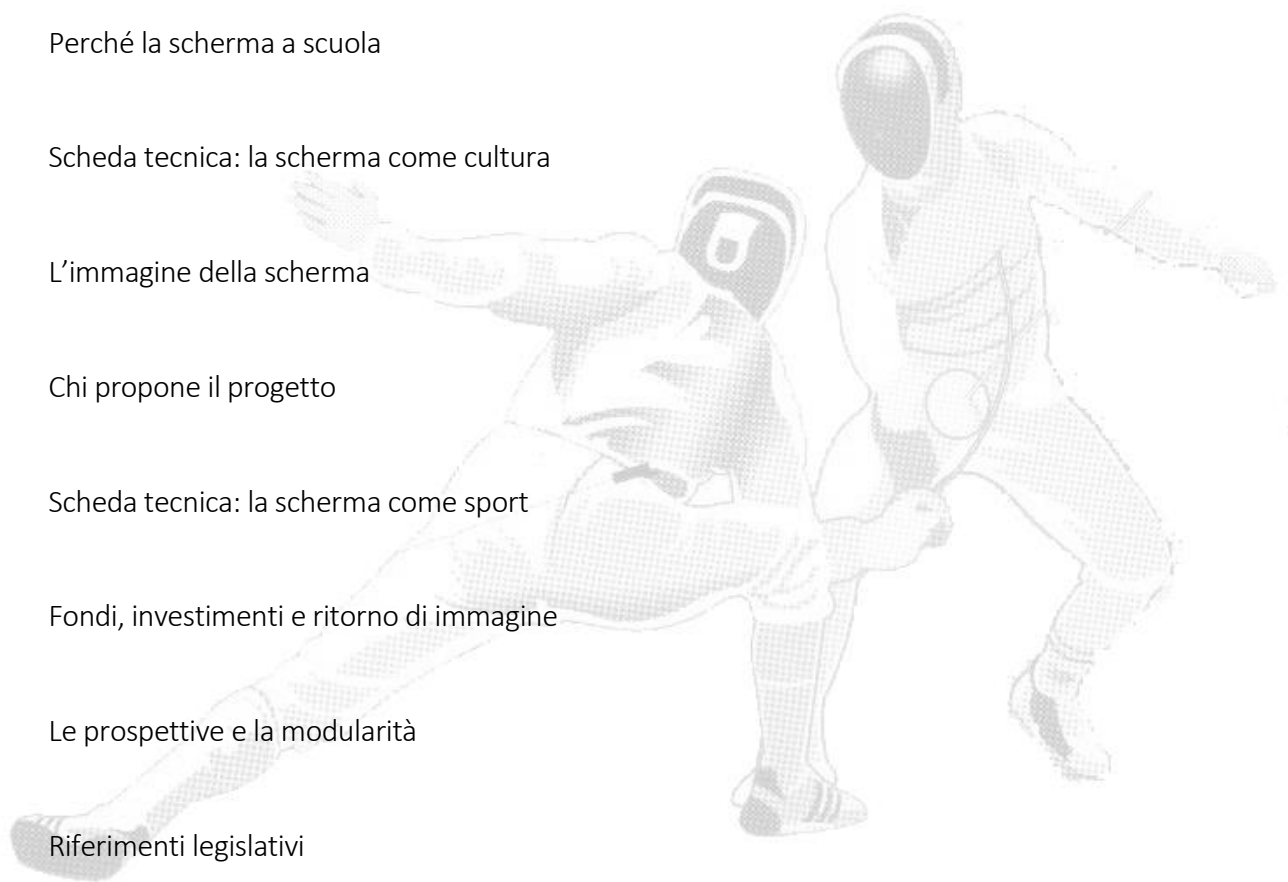 Perché la scherma a scuola
Scheda tecnica: la scherma come cultura
L’immagine della scherma
Chi propone il progetto
Scheda tecnica: la scherma come sport
Fondi, investimenti e ritorno di immagine
Le prospettive e la modularità
Riferimenti legislativi